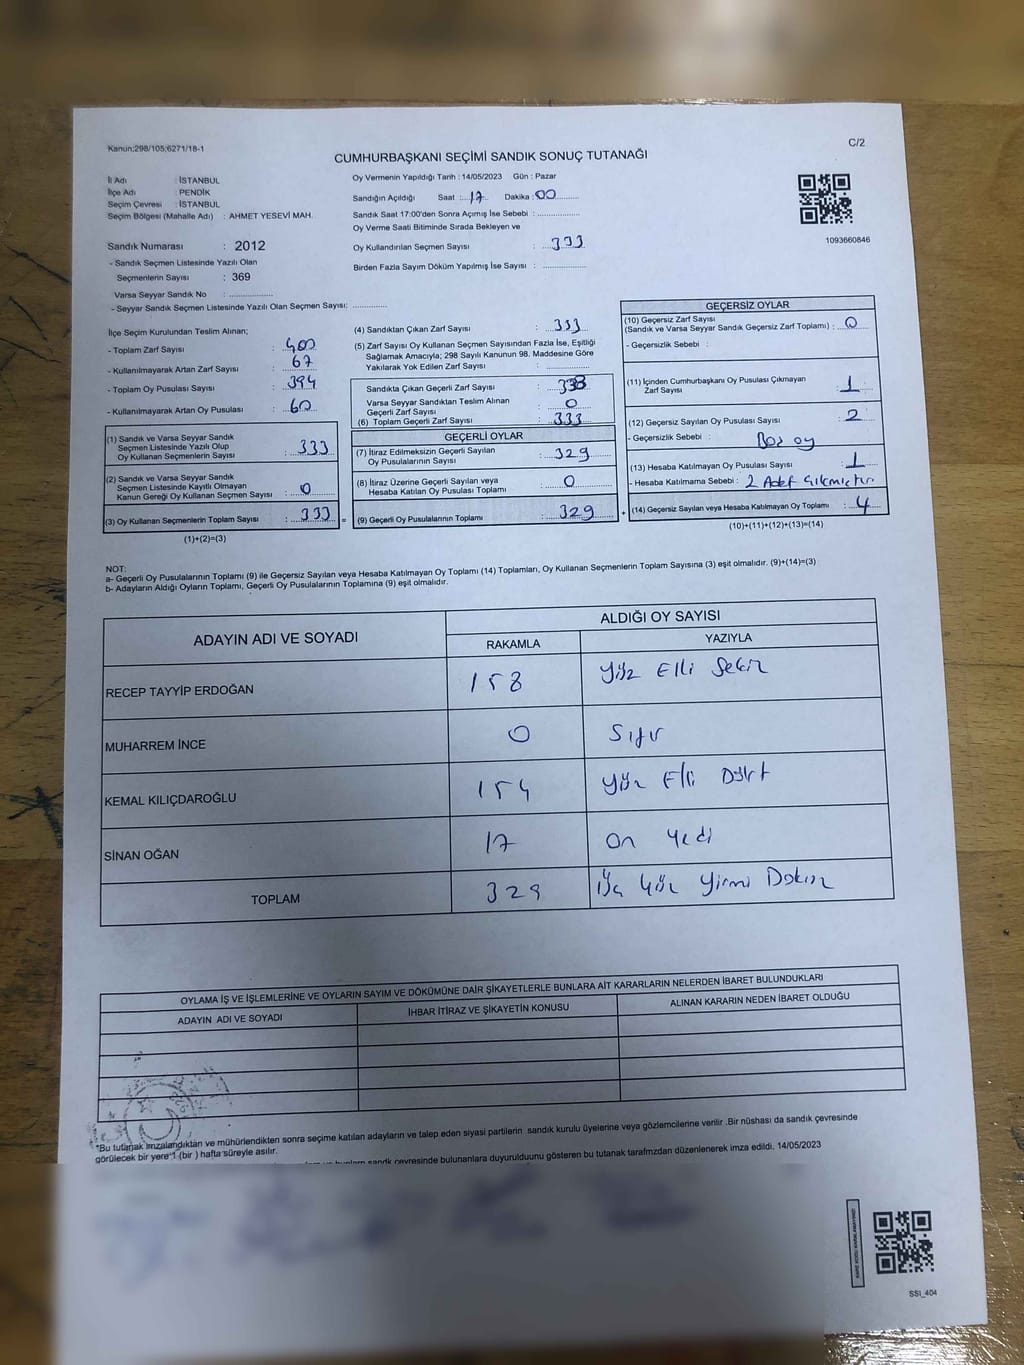 Kanun:298/105;6271/18-1
C/2
CUMHURBAŞKANI SEÇİMİ SANDIK SONUÇ TUTANAĞI
İl Adı : İSTANBUL
İlçe Adı : PENDİK
Seçim Çevresi : İSTANBUL
Seçim Bölgesi (Mahalle Adı) : AHMET YESEVİ MAH.
Sandık Numarası : 2012
- Sandık Seçmen Listesinde Yazılı Olan
Seçmenlerin Sayısı : 369
Varsa Seyyar Sandık No : ....................
- Seyyar Sandık Seçmen Listesinde Yazılı Olan Seçmen Sayısı: ..............
Oy Vermenin Yapıldığı Tarih : 14/05/2023 Gün : Pazar
Sandığın Açıldığı Saat : 17 Dakika : 00
Sandık Saat 17:00'den Sonra Açımış İse Sebebi : ................
Oy Verme Saati Bitiminde Sırada Bekleyen ve
Oy Kullandırılan Seçmen Sayısı : 333
Birden Fazla Sayım Döküm Yapılmış İse Sayısı : ................
1093660846
İlçe Seçim Kurulundan Teslim Alınan;
- Toplam Zarf Sayısı : 400
- Kullanılmayarak Artan Zarf Sayısı : 67
- Toplam Oy Pusulası Sayısı : 394
- Kullanılmayarak Artan Oy Pusulası : 60
(1) Sandık ve Varsa Seyyar Sandık
Seçmen Listesinde Yazılı Olup
Oy Kullanan Seçmenlerin Sayısı : 333
(2) Sandık ve Varsa Seyyar Sandık
Seçmen Listesinde Kayıtlı Olmayan
Kanun Gereği Oy Kullanan Seçmen Sayısı : 0
(3) Oy Kullanan Seçmenlerin Toplam Sayısı : 333 =
(1)+(2)=(3)
(4) Sandıktan Çıkan Zarf Sayısı : 333
(5) Zarf Sayısı Oy Kullanan Seçmen Sayısından Fazla İse, Eşitliği
Sağlamak Amacıyla; 298 Sayılı Kanunun 98. Maddesine Göre
Yakılarak Yok Edilen Zarf Sayısı : ................
Sandıkta Çıkan Geçerli Zarf Sayısı : 333
Varsa Seyyar Sandıktan Teslim Alınan
Geçerli Zarf Sayısı : 0
(6) Toplam Geçerli Zarf Sayısı : 333
GEÇERLİ OYLAR
(7) İtiraz Edilmeksizin Geçerli Sayılan
Oy Pusulalarının Sayısı : 329
(8) İtiraz Üzerine Geçerli Sayılan veya
Hesaba Katılan Oy Pusulası Toplamı : 0
(9) Geçerli Oy Pusulalarının Toplamı : 329 +
GEÇERSİZ OYLAR
(10) Geçersiz Zarf Sayısı
(Sandık ve Varsa Seyyar Sandık Geçersiz Zarf Toplamı) : 0
- Geçersizlik Sebebi :
(11) İçinden Cumhurbaşkanı Oy Pusulası Çıkmayan
Zarf Sayısı : 1
(12) Geçersiz Sayılan Oy Pusulası Sayısı : 2
- Geçersizlik Sebebi : Boş oy
(13) Hesaba Katılmayan Oy Pusulası Sayısı : 1
- Hesaba Katılmama Sebebi : 2 Adet çıkmıştır
(14) Geçersiz Sayılan veya Hesaba Katılmayan Oy Toplamı : 4
(10)+(11)+(12)+(13)=(14)
NOT:
a- Geçerli Oy Pusulalarının Toplamı (9) ile Geçersiz Sayılan veya Hesaba Katılmayan Oy Toplamı (14) Toplamları, Oy Kullanan Seçmenlerin Toplam Sayısına (3) eşit olmalıdır. (9)+(14)=(3)
b- Adayların Aldığı Oyların Toplamı, Geçerli Oy Pusulalarının Toplamına (9) eşit olmalıdır.
ADAYIN ADI VE SOYADI
ALDIĞI OY SAYISI
RAKAMLA YAZIYLA
RECEP TAYYİP ERDOĞAN 158 Yüz Elli Sekiz
MUHARREM İNCE 0 Sıfır
KEMAL KILIÇDAROĞLU 154 Yüz Elli Dört
SİNAN OĞAN 17 On Yedi
TOPLAM 329 Üç Yüz Yirmi Dokuz
OYLAMA İŞ VE İŞLEMLERİNE VE OYLARIN SAYIM VE DÖKÜMÜNE DAİR ŞİKAYETLERLE BUNLARA AİT KARARLARIN NELERDEN İBARET BULUNDUKLARI
ADAYIN ADI VE SOYADI İHBAR İTİRAZ VE ŞİKAYETİN KONUSU ALINAN KARARIN NEDEN İBARET OLDUĞU
*Bu tutanak imzalandıktan ve mühürlendikten sonra seçime katılan adayların ve talep eden siyasi partilerin sandık kurulu üyelerine veya gözlemcilerine verilir .Bir nüshası da sandık çevresinde
görülecek bir yere 1 (bir ) hafta süreyle asılır.
sandık çevresinde bulunanlara duyurulduunu gösteren bu tutanak tarafmzdan düzenlenerek imza edildi. 14/05/2023
SSİ_404